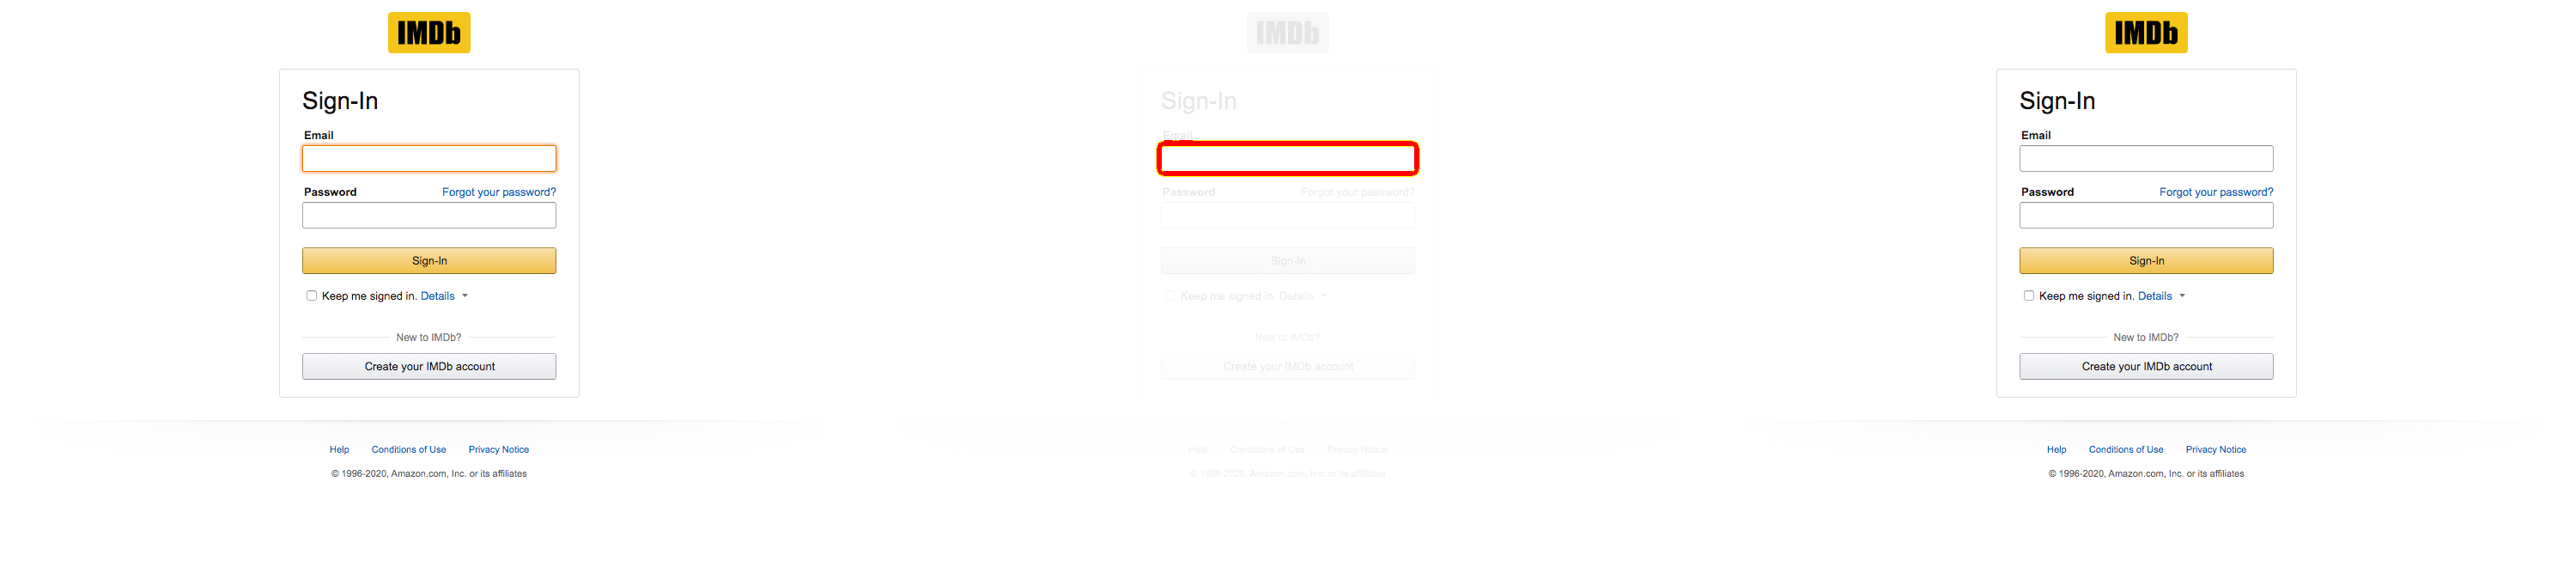 IMDb
Sign-In
Email
Password Forgot your password?
Sign-In
Keep me signed in. Details
New to IMDb?
Create your IMDb account
Help Conditions of Use Privacy Notice
© 1996-2020, Amazon.com, Inc. or its affiliates
IMDb
Sign-In
Email
Password Forgot your password?
Sign-In
Keep me signed in. Details
New to IMDb?
Create your IMDb account
Help Conditions of Use Privacy Notice
© 1996-2020, Amazon.com, Inc. or its affiliates
IMDb
Sign-In
Email
Password Forgot your password?
Sign-In
Keep me signed in. Details
New to IMDb?
Create your IMDb account
Help Conditions of Use Privacy Notice
© 1996-2020, Amazon.com, Inc. or its affiliates